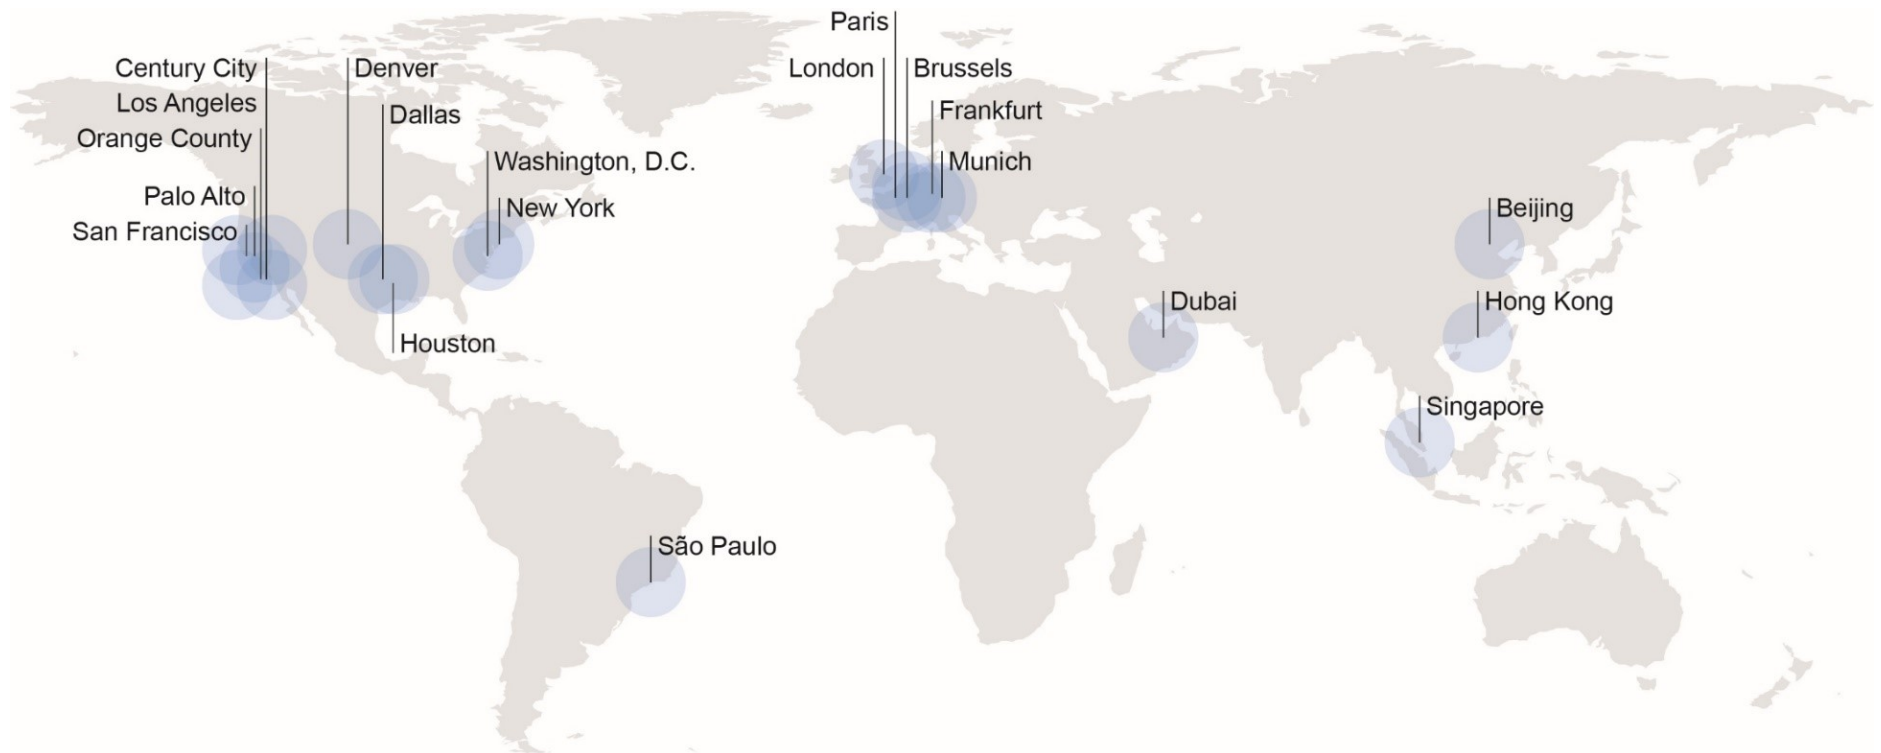 Paris
Century City
Denver
London
Brussels
Los Angeles
Dallas
Frankfurt
Orange County
Washington, D.C.
Munich
Palo Alto
New York
Beijing
San Francisco
Dubai
Hong Kong
Houston
Singapore
São Paulo